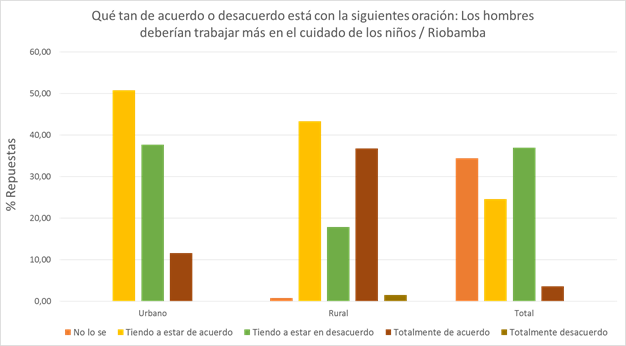 Qué tan de acuerdo o desacuerdo está con la siguientes oración: Los hombres
deberían trabajar más en el cuidado de los niños / Riobamba
60,00
50,00
40,00
30,00
20,00
10,00
0,00
% Repuestas
Urbano Rural Total
No lo se Tiendo a estar de acuerdo Tiendo a estar en desacuerdo Totalmente de acuerdo Totalmente desacuerdo